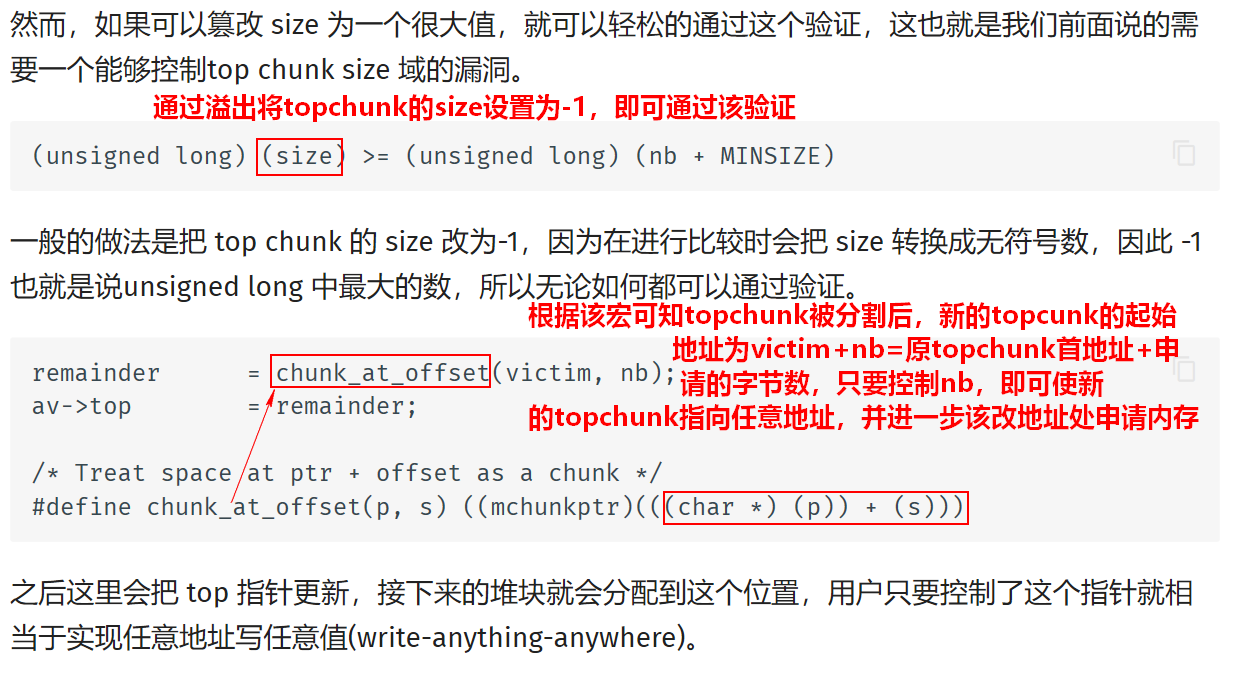 然而，如果可以篡改 size 为一个很大值，就可以轻松的通过这个验证，这也就是我们前面说的需
要一个能够控制top chunk size 域的漏洞。
通过溢出将topchunk的size设置为-1，即可通过该验证
(unsigned long) (size) >= (unsigned long) (nb + MINSIZE)
一般的做法是把 top chunk 的 size 改为-1，因为在进行比较时会把 size 转换成无符号数，因此 -1
也就是说unsigned long 中最大的数，所以无论如何都可以通过验证。
根据该宏可知topchunk被分割后，新的topcunk的起始
地址为victim+nb=原topchunk首地址+申
请的字节数，只要控制nb，即可使新
的topchunk指向任意地址，并进一步该改地址处申请内存
remainder      = chunk_at_offset(victim, nb);
av->top        = remainder;
/* Treat space at ptr + offset as a chunk */
#define chunk_at_offset(p, s) ((mchunkptr)(((char *) (p)) + (s)))
之后这里会把 top 指针更新，接下来的堆块就会分配到这个位置，用户只要控制了这个指针就相
当于实现任意地址写任意值(write-anything-anywhere)。